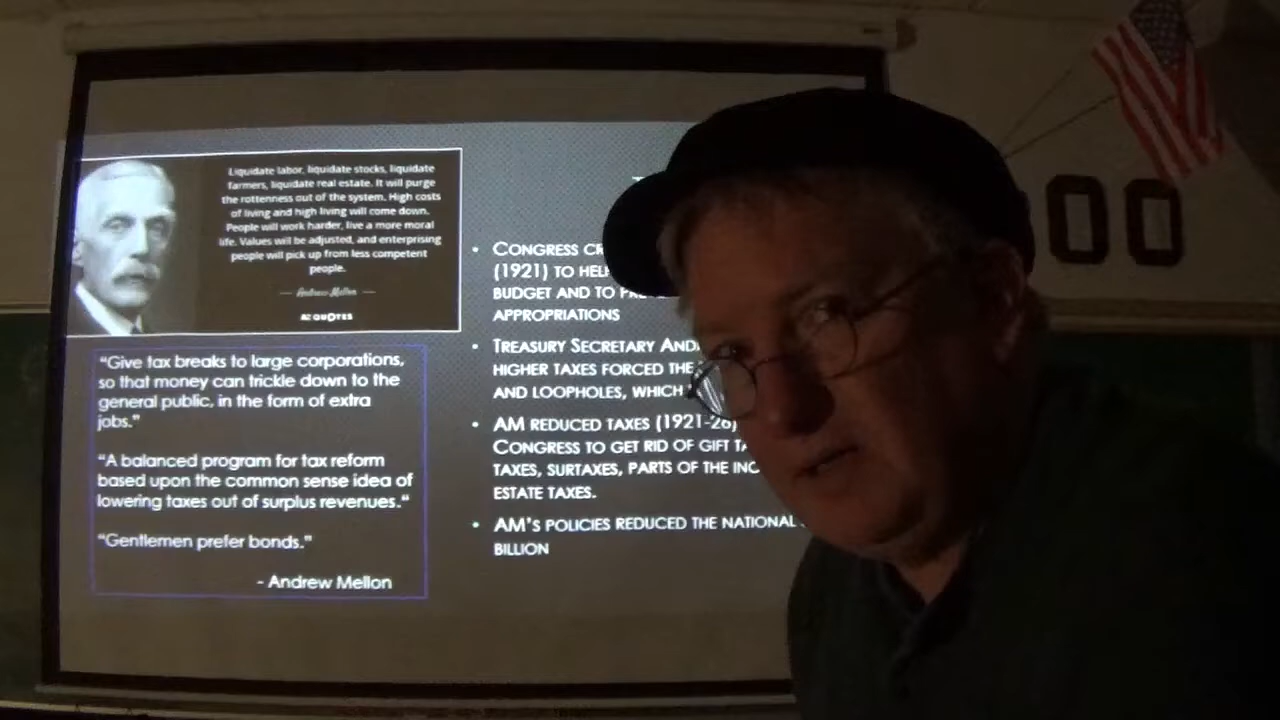 Liquidate labor, liquidate stocks, liquidate
farmers, liquidate real estate. It will purge
the rottenness out of the system. High costs
of living and high living will come down.
People will work harder, live a more moral
life. Values will be adjusted, and enterprising
people will pick up from less competent
people.
— Andrew Mellon —
AZ QUOTES
“Give tax breaks to large corporations,
so that money can trickle down to the
general public, in the form of extra
jobs.”
“A balanced program for tax reform
based upon the common sense idea of
lowering taxes out of surplus revenues.“
“Gentlemen prefer bonds.”
- Andrew Mellon
• CONGRESS
(1921) TO
BUDGET AND TO
APPROPRIATIONS
• TREASURY SECRETARY
HIGHER TAXES FORCED THE
AND LOOPHOLES, WHICH
• AM REDUCED TAXES (1921-26)
CONGRESS TO GET RID OF GIFT
TAXES, SURTAXES, PARTS OF THE
ESTATE TAXES.
• AM’S POLICIES REDUCED THE NATIONAL
BILLION
00